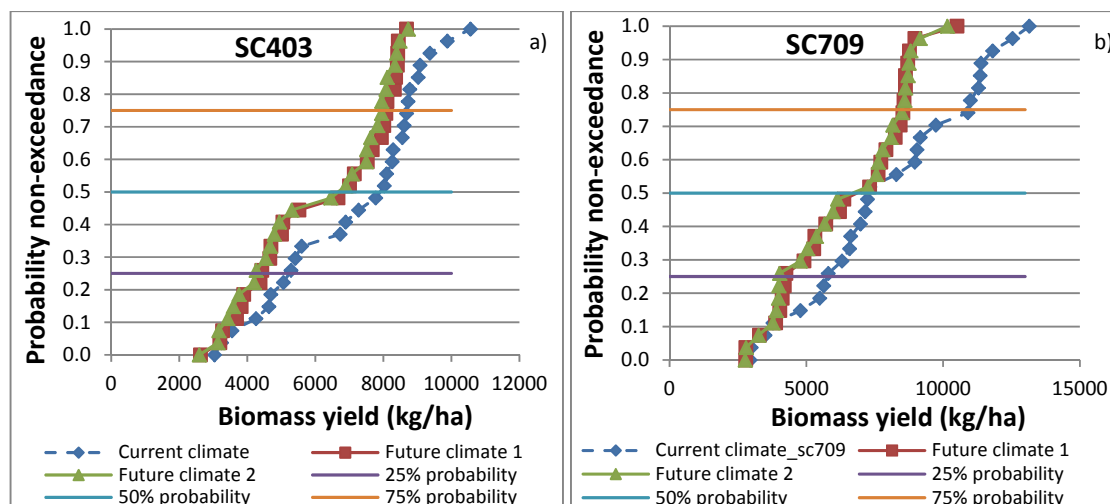 SC403
a)
Probability non-exceedance
1.0
0.9
0.8
0.7
0.6
0.5
0.4
0.3
0.2
0.1
0.0
0 2000 4000 6000 8000 10000 12000
Biomass yield (kg/ha)
Current climate Future climate 1
Future climate 2 25% probability
50% probability 75% probability
SC709
b)
Probability non-exceedance
1.0
0.9
0.8
0.7
0.6
0.5
0.4
0.3
0.2
0.1
0.0
0 5000 10000 15000
Biomass yield (kg/ha)
Current climate_sc709 Future climate 1
Future climate 2 25% probability
50% probability 75% probability